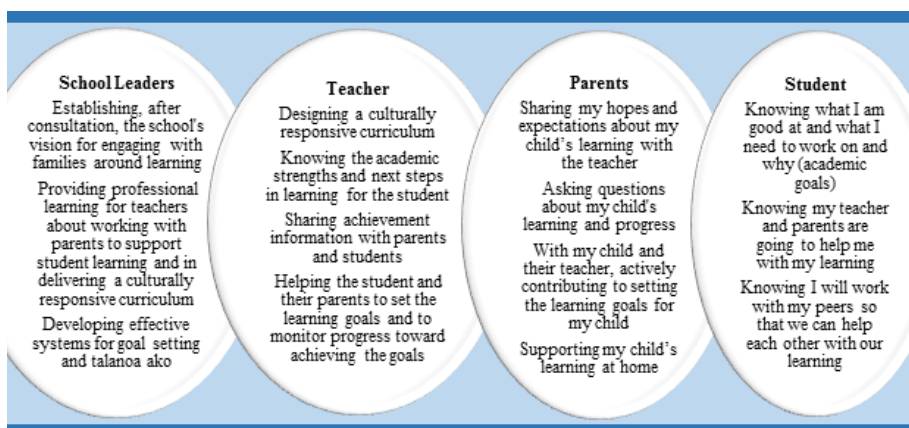 School Leaders
Establishing, after
consultation, the school's
vision for engaging with
families around learning
Providing professional
learning for teachers
about working with
parents to support
student learning and in
delivering a culturally
responsive curriculum
Developing effective
systems for goal setting
and talanoa ako
Teacher
Designing a culturally
responsive curriculum
Knowing the academic
strengths and next steps
in learning for the student
Sharing achievement
information with parents
and students
Helping the student and
their parents to set the
learning goals and to
monitor progress toward
achieving the goals
Parents
Sharing my hopes and
expectations about my
child's learning with
the teacher
Asking questions
about my child's
learning and progress
With my child and
their teacher, actively
contributing to setting
the learning goals for
my child
Supporting my child's
learning at home
Student
Knowing what I am
good at and what I
need to work on and
why (academic
goals)
Knowing my teacher
and parents are
going to help me
with my learning
Knowing I will work
with my peers so
that we can help
each other with our
learning